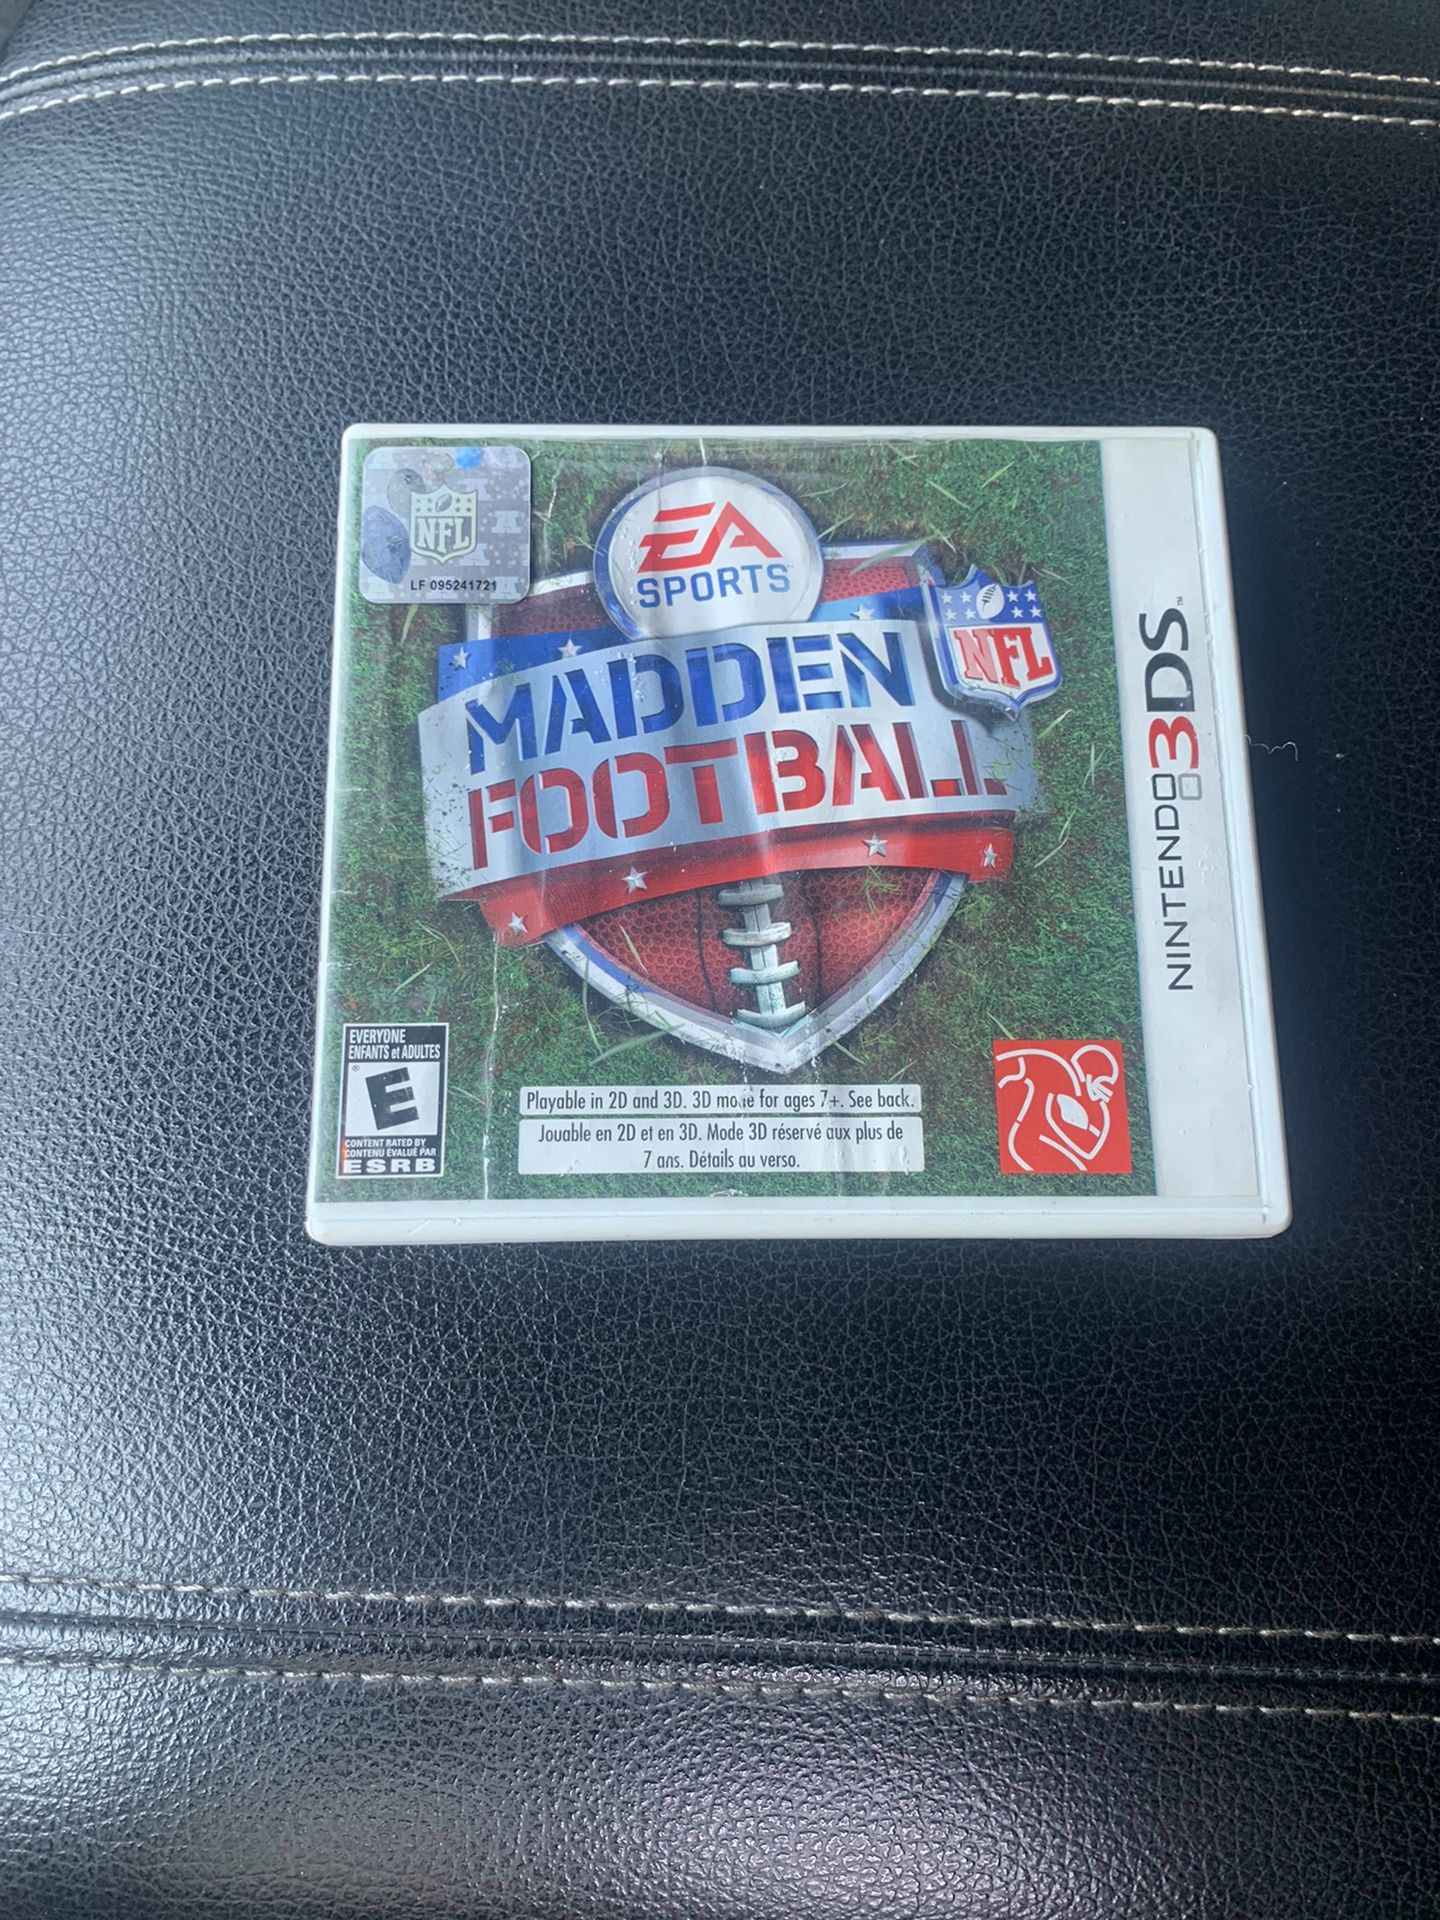 NFL
LF 095241721
EA
SPORTS™
NFL
MADDEN
FOOTBALL
NINTENDO 3DS™
EVERYONE
ENFANTS et ADULTES
E
®
CONTENT RATED BY
CONTENU ÉVALUÉ PAR
ESRB
Playable in 2D and 3D. 3D mode for ages 7+. See back.
Jouable en 2D et en 3D. Mode 3D réservé aux plus de
7 ans. Détails au verso.